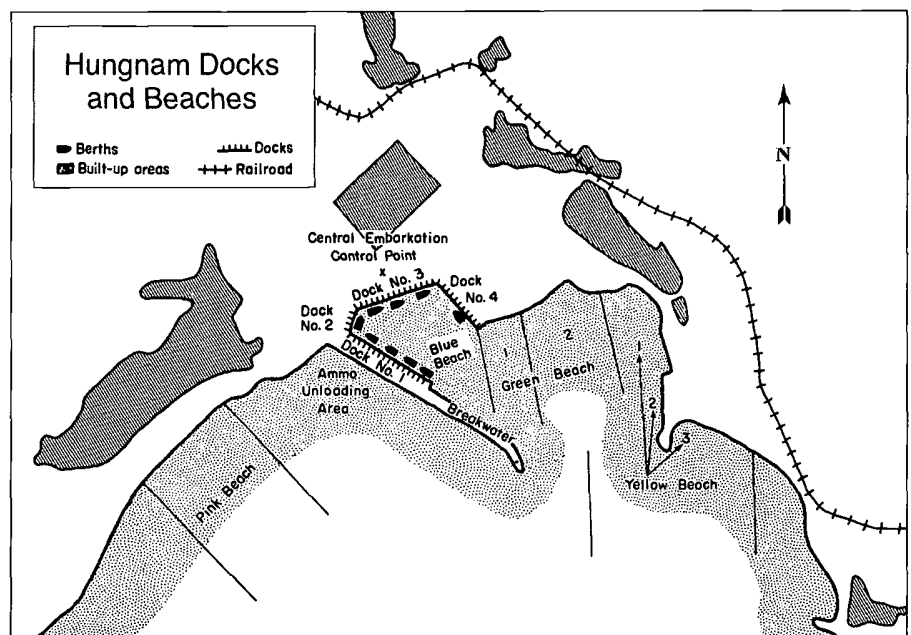 Hungnam Docks
and Beaches
Berths
Docks
Built-up areas
Railroad
N
Central Embarkation
Control Point
x
Dock No. 3
Dock
No. 4
Dock
No. 2
Dock No. 1
Blue
Beach
1
2
Green Beach
Ammo
Unloading
Area
Breakwater
Pink Beach
1
2
3
Yellow Beach